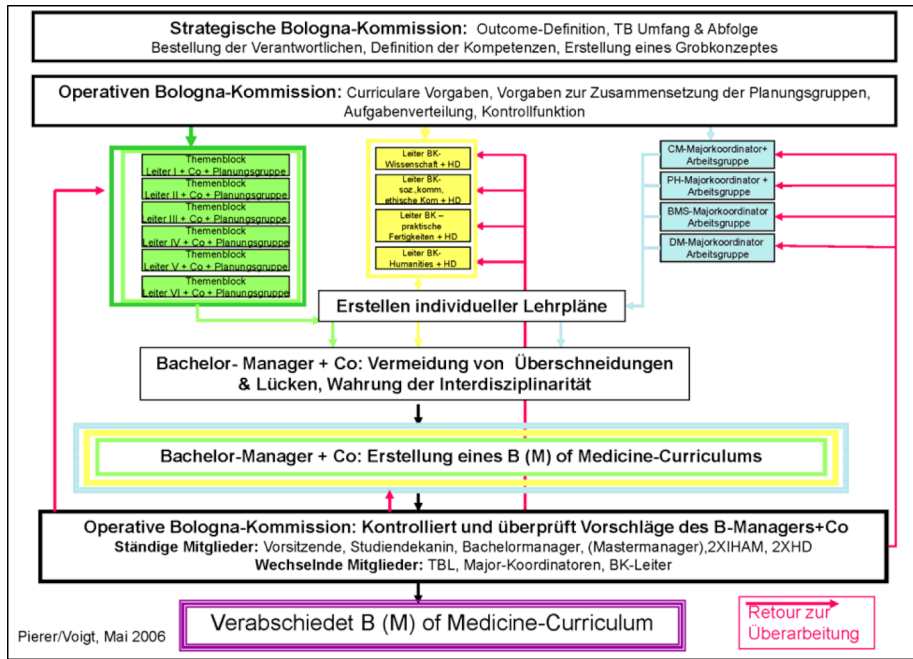 Strategische Bologna-Kommission: Outcome-Definition, TB Umfang & Abfolge
Bestellung der Verantwortlichen, Definition der Kompetenzen, Erstellung eines Grobkonzeptes
Operativen Bologna-Kommission: Curriculare Vorgaben, Vorgaben zur Zusammensetzung der Planungsgruppen,
Aufgabenverteilung, Kontrollfunktion
Themenblock
Leiter I + Co + Planungsgruppe
Themenblock
Leiter II + Co + Planungsgruppe
Themenblock
Leiter III + Co + Planungsgruppe
Themenblock
Leiter IV + Co + Planungsgruppe
Themenblock
Leiter V + Co + Planungsgruppe
Themenblock
Leiter VI + Co + Planungsgruppe
Leiter BK-
Wissenschaft + HD
Leiter BK-
soz.,komm,
ethische Kom + HD
Leiter BK –
praktische
Fertigkeiten + HD
Leiter BK-
Humanities + HD
CM-Majorkoordinator+
Arbeitsgruppe
PH-Majorkoordinator +
Arbeitsgruppe
BMS-Majorkoordinator
Arbeitsgruppe
DM-Majorkoordinator
Arbeitsgruppe
Erstellen individueller Lehrpläne
Bachelor- Manager + Co: Vermeidung von Überschneidungen
& Lücken, Wahrung der Interdisziplinarität
Bachelor-Manager + Co: Erstellung eines B (M) of Medicine-Curriculums
Operative Bologna-Kommission: Kontrolliert und überprüft Vorschläge des B-Managers+Co
Ständige Mitglieder: Vorsitzende, Studiendekanin, Bachelormanager, (Mastermanager),2XIHAM, 2XHD
Wechselnde Mitglieder: TBL, Major-Koordinatoren, BK-Leiter
Verabschiedet B (M) of Medicine-Curriculum
Pierer/Voigt, Mai 2006
Retour zur
Überarbeitung